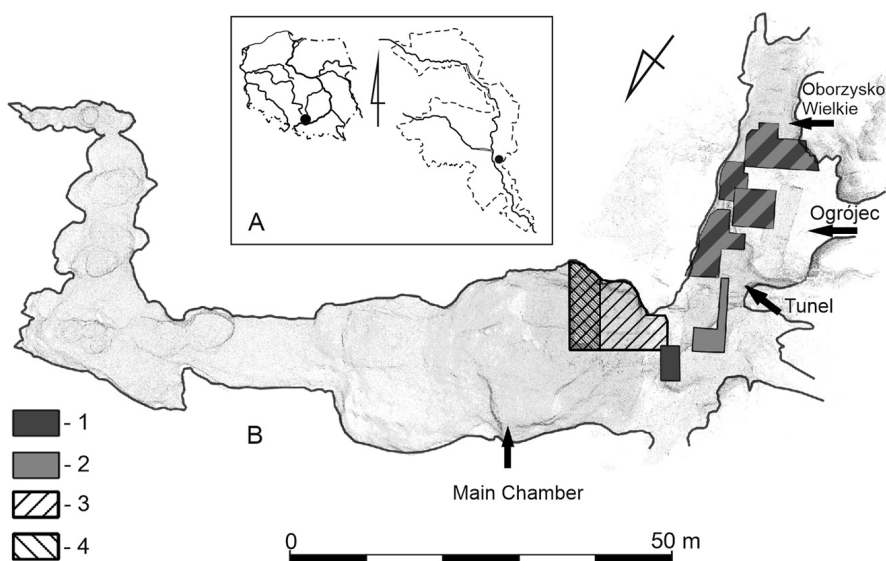 A
Oborzysko
Wielkie
Ogrójec
Tunel
B
Main Chamber
- 1
- 2
- 3
- 4
0
50 m